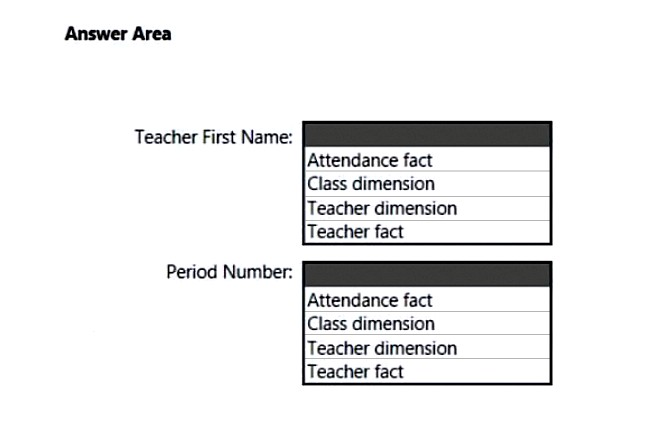 Answer Area
Teacher First Name:
Attendance fact
Class dimension
Teacher dimension
Teacher fact
Period Number:
Attendance fact
Class dimension
Teacher dimension
Teacher fact